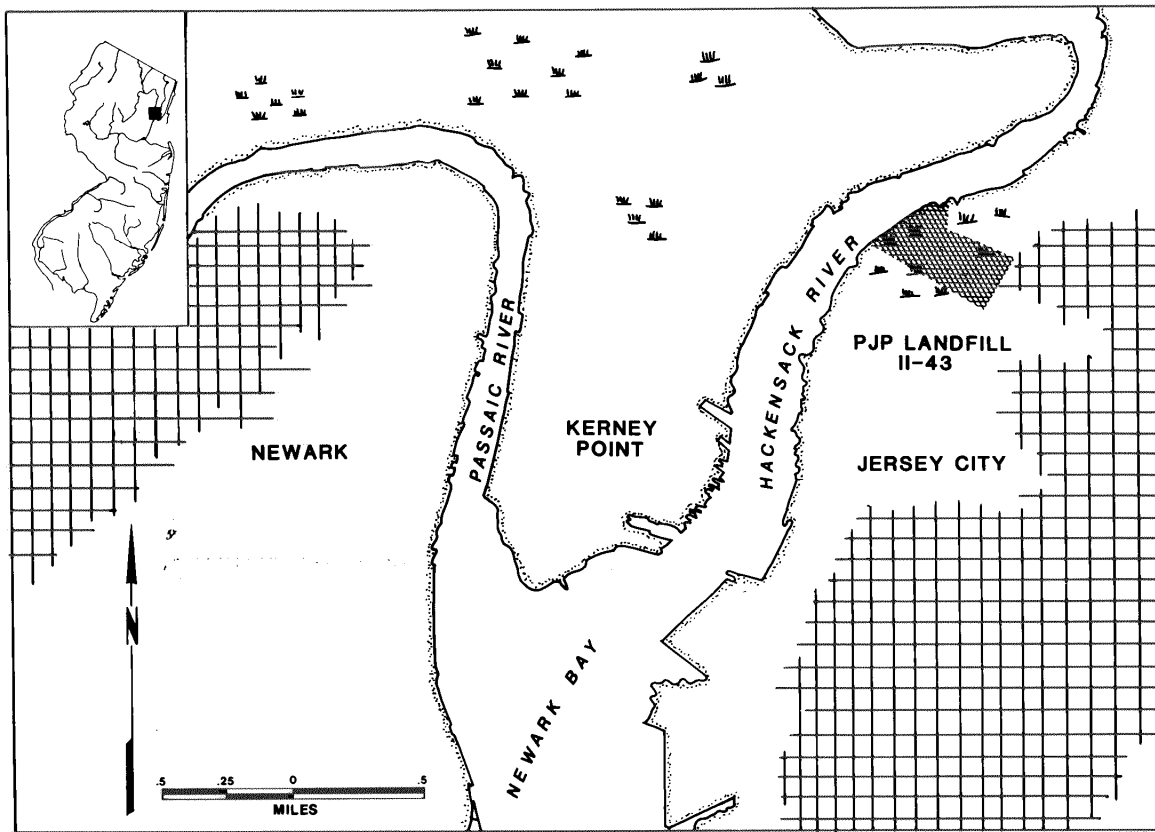 PASSAIC RIVER
HACKENSACK RIVER
PJP LANDFILL
II-43
KERNEY
POINT
NEWARK
JERSEY CITY
N
NEWARK BAY
.5 .25 0 .5
MILES